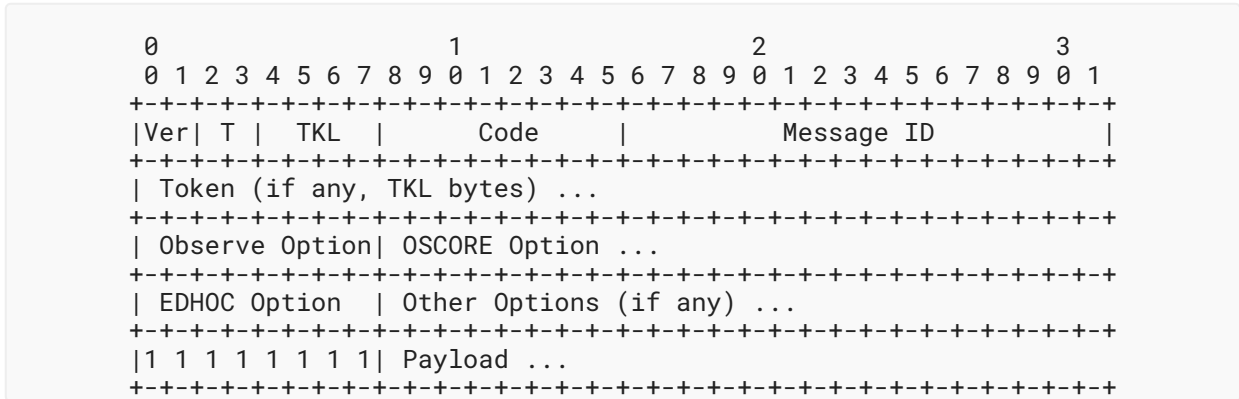 0                   1                   2                   3
 0 1 2 3 4 5 6 7 8 9 0 1 2 3 4 5 6 7 8 9 0 1 2 3 4 5 6 7 8 9 0 1
+-+-+-+-+-+-+-+-+-+-+-+-+-+-+-+-+-+-+-+-+-+-+-+-+-+-+-+-+-+-+-+-+
|Ver| T |  TKL  |      Code     |          Message ID           |
+-+-+-+-+-+-+-+-+-+-+-+-+-+-+-+-+-+-+-+-+-+-+-+-+-+-+-+-+-+-+-+-+
| Token (if any, TKL bytes) ...
+-+-+-+-+-+-+-+-+-+-+-+-+-+-+-+-+-+-+-+-+-+-+-+-+-+-+-+-+-+-+-+-+
| Observe Option| OSCORE Option ...
+-+-+-+-+-+-+-+-+-+-+-+-+-+-+-+-+-+-+-+-+-+-+-+-+-+-+-+-+-+-+-+-+
| EDHOC Option  | Other Options (if any) ...
+-+-+-+-+-+-+-+-+-+-+-+-+-+-+-+-+-+-+-+-+-+-+-+-+-+-+-+-+-+-+-+-+
|1 1 1 1 1 1 1 1| Payload ...
+-+-+-+-+-+-+-+-+-+-+-+-+-+-+-+-+-+-+-+-+-+-+-+-+-+-+-+-+-+-+-+-+